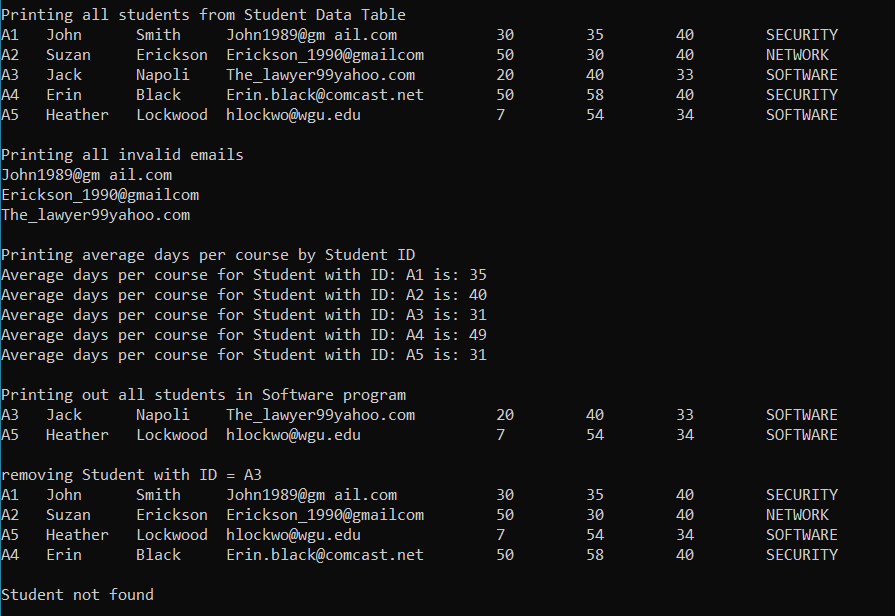 Printing all students from Student Data Table
A1 John Smith John1989@gm ail.com 30 35 40 SECURITY
A2 Suzan Erickson Erickson_1990@gmailcom 50 30 40 NETWORK
A3 Jack Napoli The_lawyer99yahoo.com 20 40 33 SOFTWARE
A4 Erin Black Erin.black@comcast.net 50 58 40 SECURITY
A5 Heather Lockwood hlockwo@wgu.edu 7 54 34 SOFTWARE
Printing all invalid emails
John1989@gm ail.com
Erickson_1990@gmailcom
The_lawyer99yahoo.com
Printing average days per course by Student ID
Average days per course for Student with ID: A1 is: 35
Average days per course for Student with ID: A2 is: 40
Average days per course for Student with ID: A3 is: 31
Average days per course for Student with ID: A4 is: 49
Average days per course for Student with ID: A5 is: 31
Printing out all students in Software program
A3 Jack Napoli The_lawyer99yahoo.com 20 40 33 SOFTWARE
A5 Heather Lockwood hlockwo@wgu.edu 7 54 34 SOFTWARE
removing Student with ID = A3
A1 John Smith John1989@gm ail.com 30 35 40 SECURITY
A2 Suzan Erickson Erickson_1990@gmailcom 50 30 40 NETWORK
A5 Heather Lockwood hlockwo@wgu.edu 7 54 34 SOFTWARE
A4 Erin Black Erin.black@comcast.net 50 58 40 SECURITY
Student not found